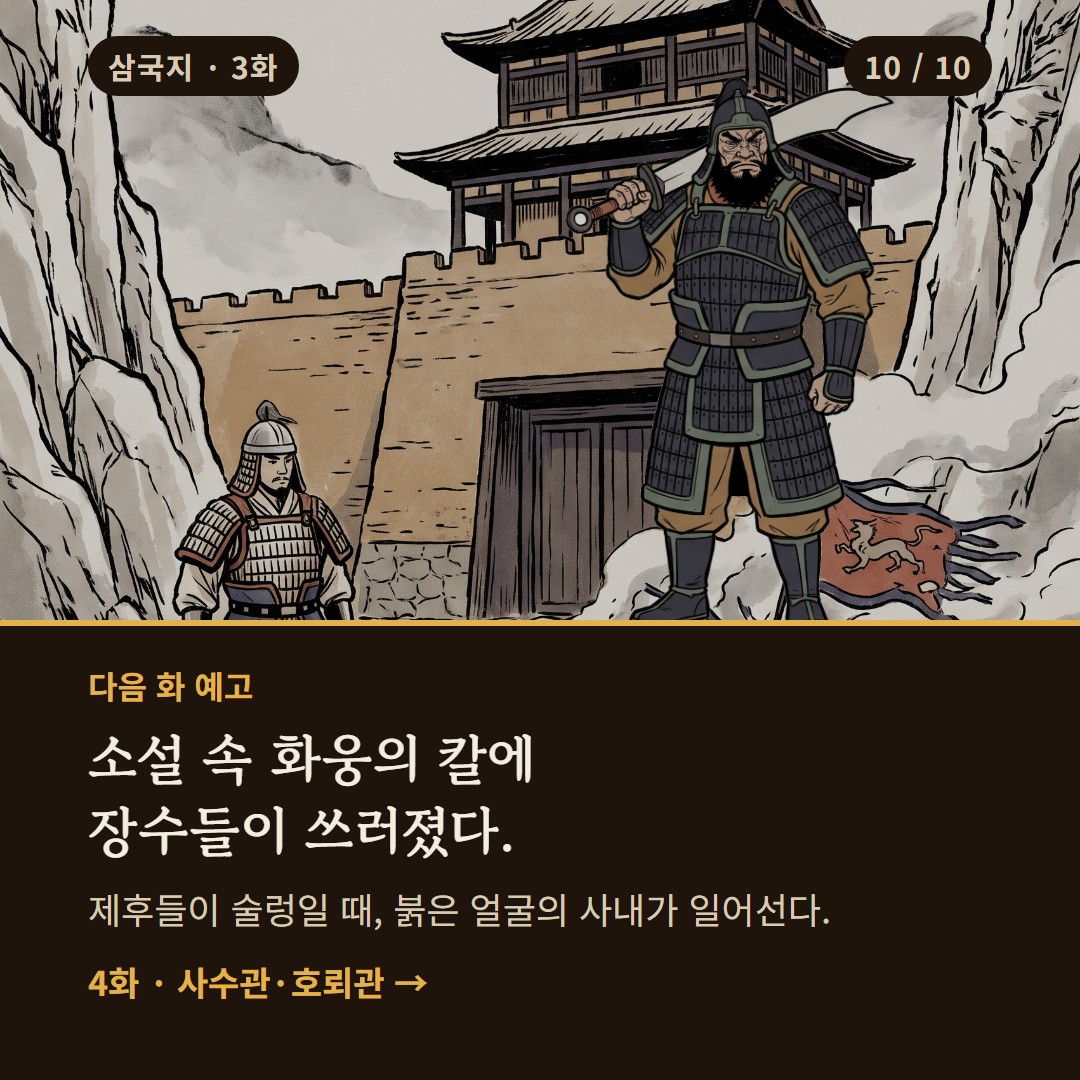 삼국지 · 3화
10 / 10
다음 화 예고
소설 속 화웅의 칼에
장수들이 쓰러졌다.
제후들이 술렁일 때, 붉은 얼굴의 사내가 일어선다.
4화 · 사수관·호뢰관 →